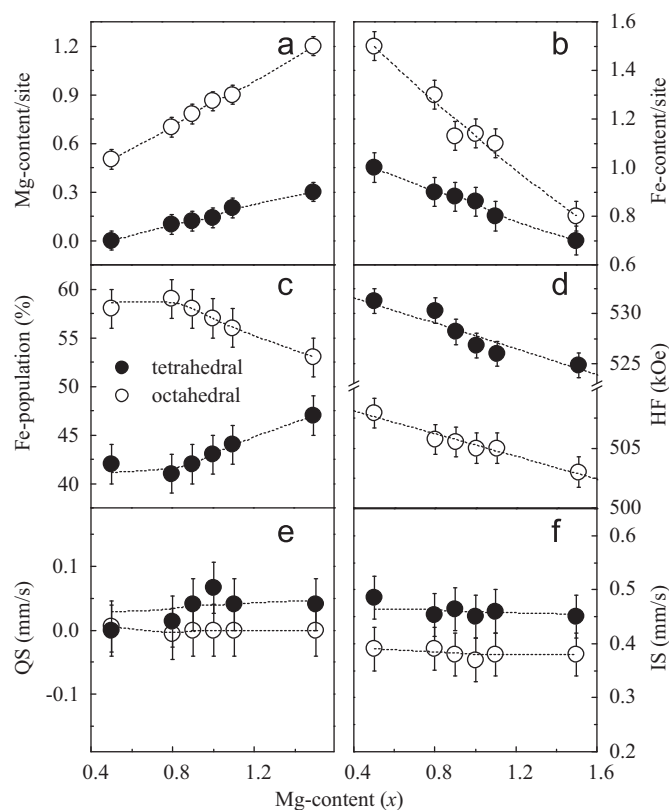 a
b
Mg-content/site
1.2
0.9
0.6
0.3
0.0
1.6
1.5
1.4
1.2
1.0
0.8
0.6
Fe-content/site
c
d
Fe-population (%)
60
55
50
45
40
tetrahedral
octahedral
530
525
505
500
HF (kOe)
e
f
QS (mm/s)
0.1
0.0
-0.1
0.6
0.5
0.4
0.3
0.2
IS (mm/s)
0.4 0.8 1.2 0.4 0.8 1.2 1.6
Mg-content (x)